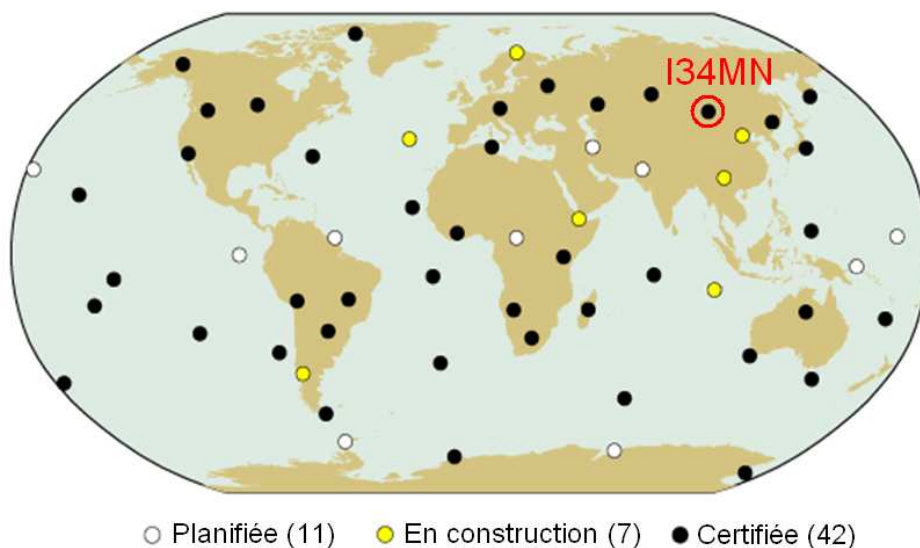 I34MN
Planifiée (11) En construction (7) Certifiée (42)